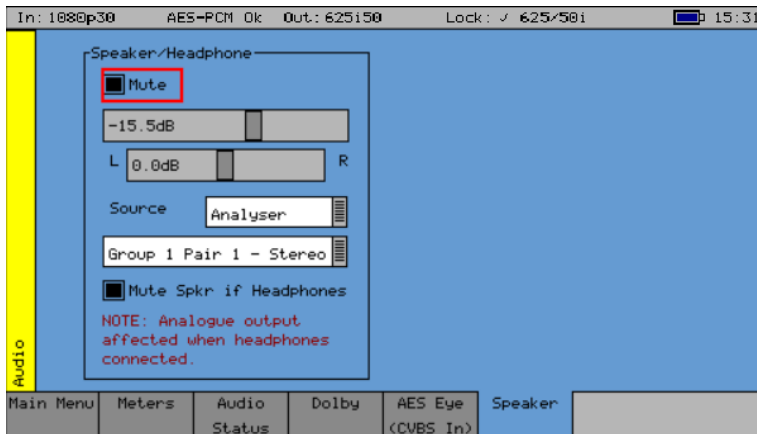 In: 1080p30 AES-PCM Ok Out: 625i50 Lock: ✓ 625/50i 15:31
Speaker/Headphone
Mute
-15.5dB
L 0.0dB R
Source Analyser
Group 1 Pair 1 - Stereo
Mute Spkr if Headphones
NOTE: Analogue output
affected when headphones
connected.
Audio
Main Menu Meters Audio Status Dolby AES Eye (CVBS In) Speaker